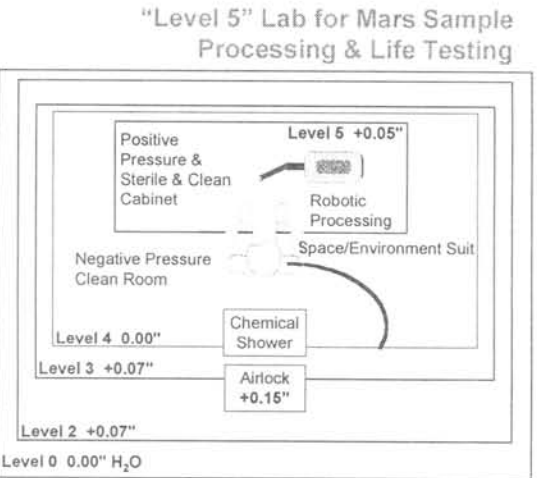 "Level 5" Lab for Mars Sample
Processing & Life Testing
Level 5 +0.05"
Positive
Pressure &
Sterile & Clean
Cabinet
Robotic
Processing
Space/Environment Suit
Negative Pressure
Clean Room
Chemical
Shower
Level 4 0.00"
Level 3 +0.07"
Airlock
+0.15"
Level 2 +0.07"
Level 0 0.00" H₂O